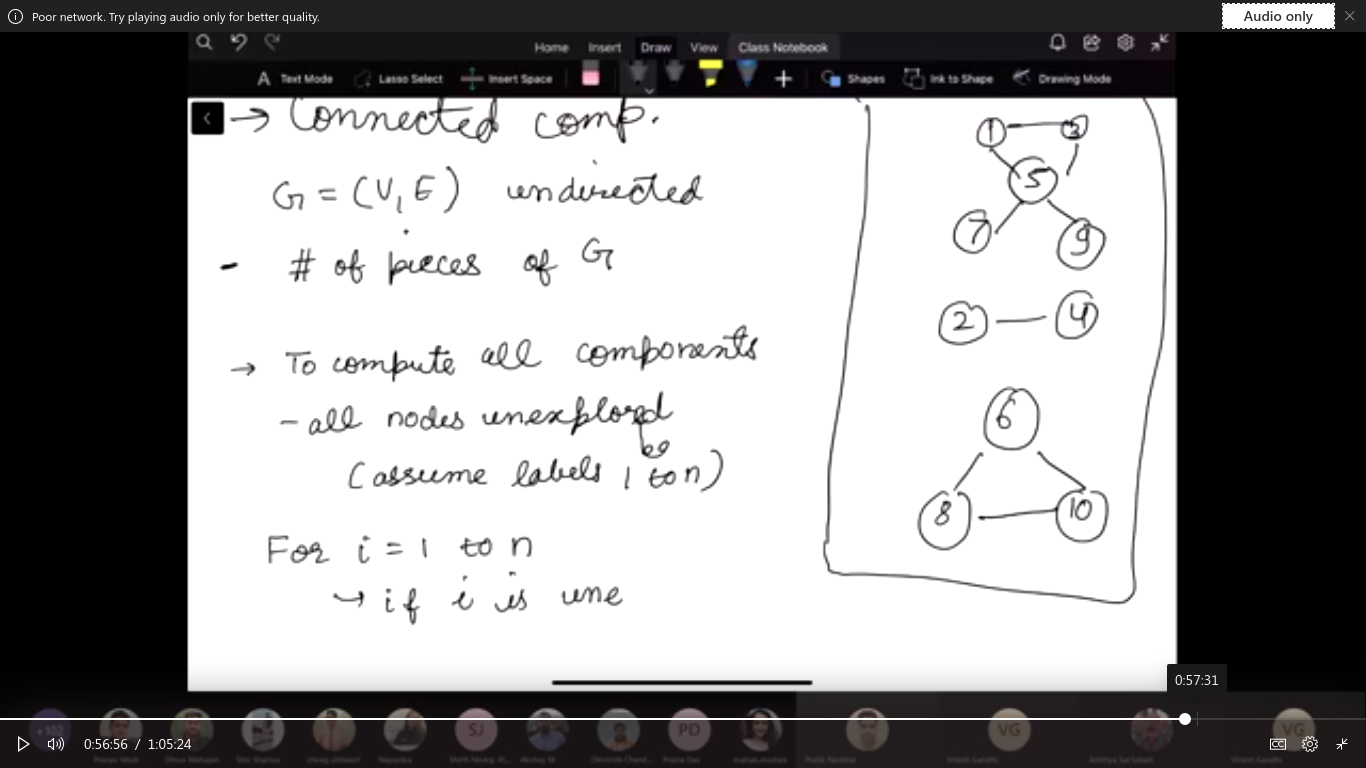 Poor network. Try playing audio only for better quality.
Audio only
Home Insert Draw View Class Notebook
Text Mode Lasso Select Insert Space Shapes Ink to Shape Drawing Mode
→ Connected comp.
G = (V, E) undirected
- # of pieces of G
→ To compute all components
- all nodes unexplored
(assume labels 1 to n)
For i = 1 to n
↪ if i is une
1 3
5
7 9
2 4
6
8 10
0:57:31
SJ PD VG VG
0:56:56 / 1:05:24
CC